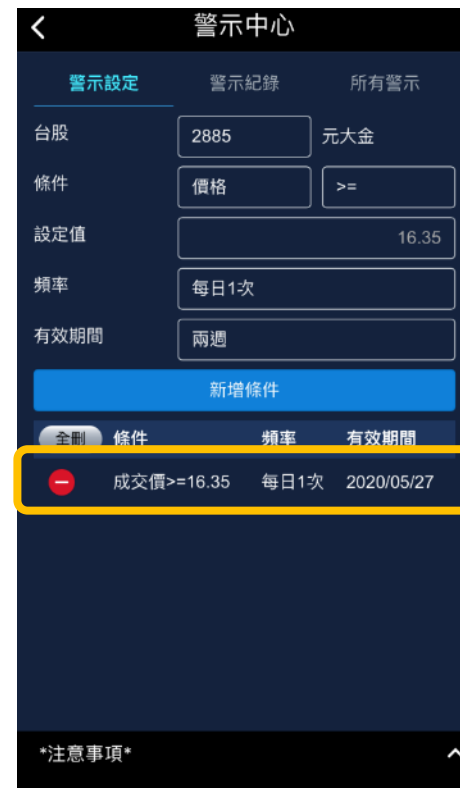 警示中心
警示設定 警示紀錄 所有警示
台股 2885 元大金
條件 價格 >=
設定值 16.35
頻率 每日1次
有效期間 兩週
新增條件
全刪 條件 頻率 有效期間
成交價>=16.35 每日1次 2020/05/27
*注意事項*